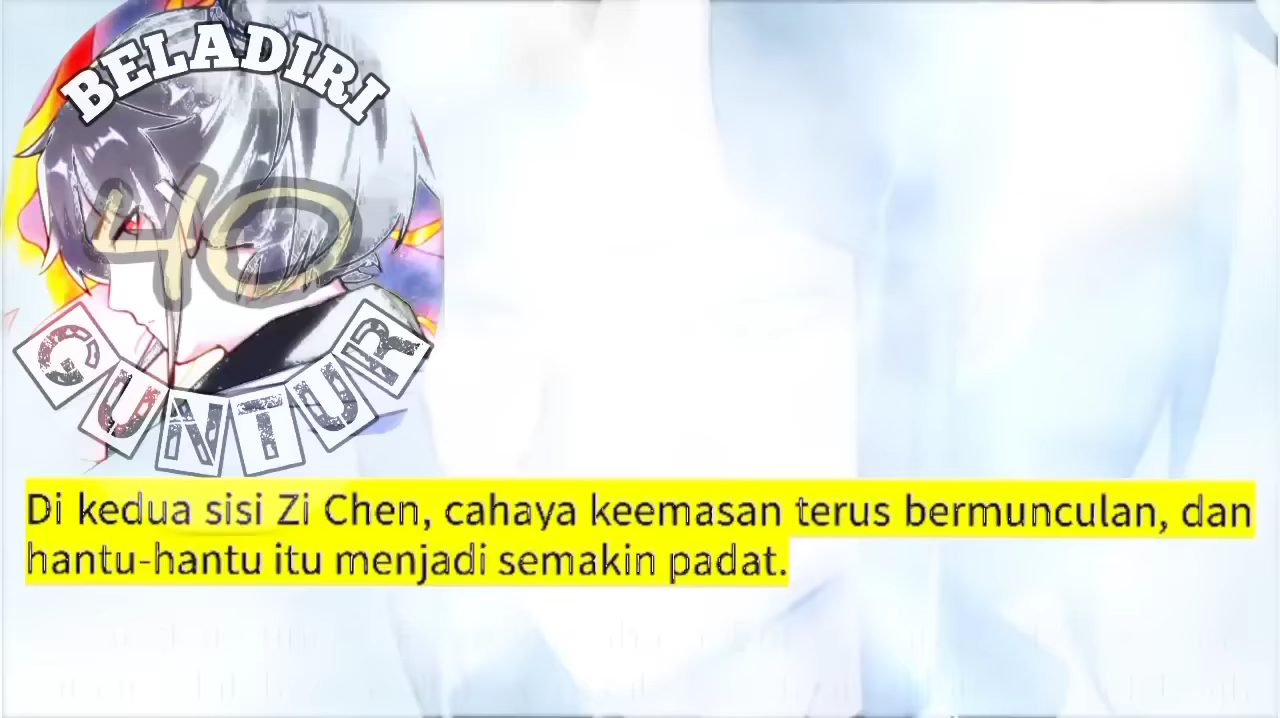 BELADIRI
40
GUNTUR
Di kedua sisi Zi Chen, cahaya keemasan terus bermunculan, dan
hantu-hantu itu menjadi semakin padat.